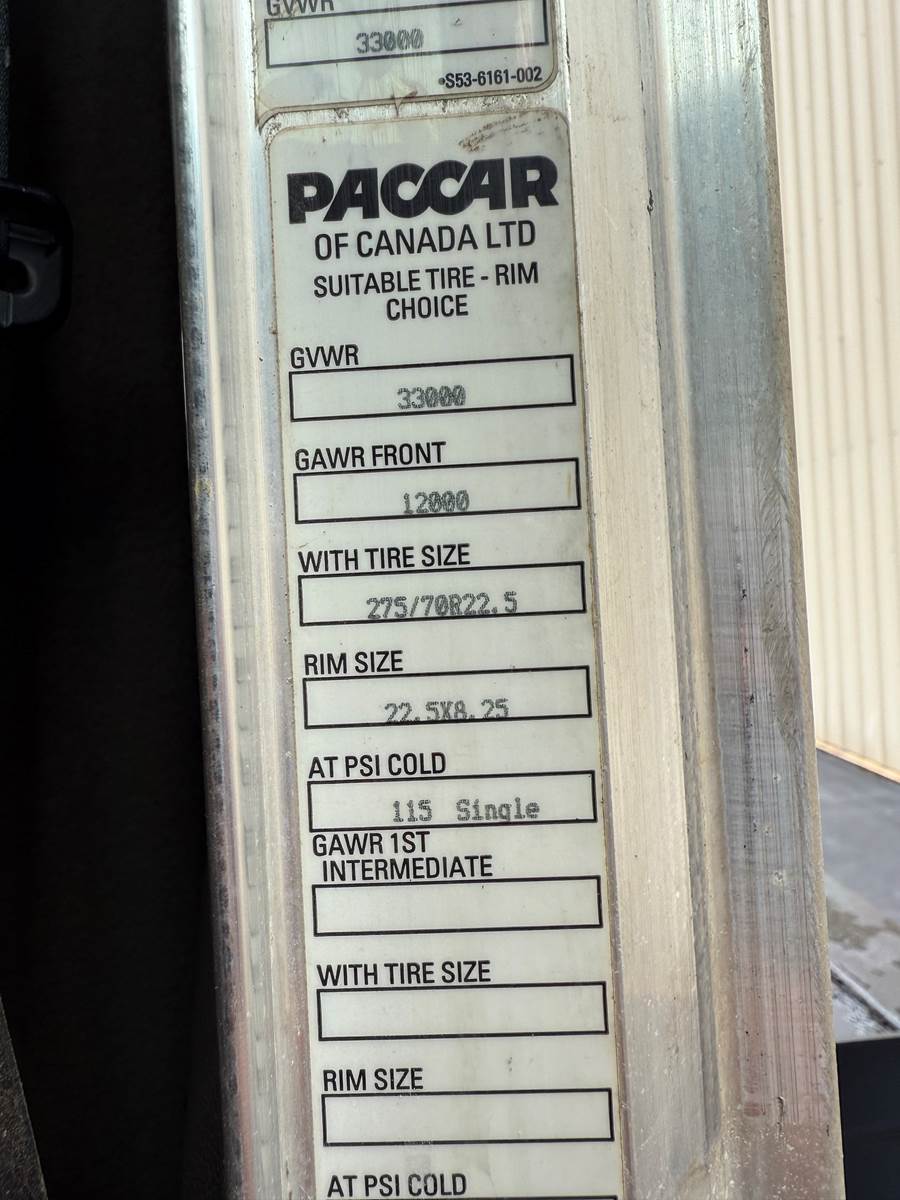 GVWR
33000
•S53-6161-002
PACCAR
OF CANADA LTD
SUITABLE TIRE - RIM
CHOICE
GVWR
33000
GAWR FRONT
12000
WITH TIRE SIZE
275/70R22.5
RIM SIZE
22.5X8.25
AT PSI COLD
115 Single
GAWR 1ST
INTERMEDIATE
WITH TIRE SIZE
RIM SIZE
AT PSI COLD